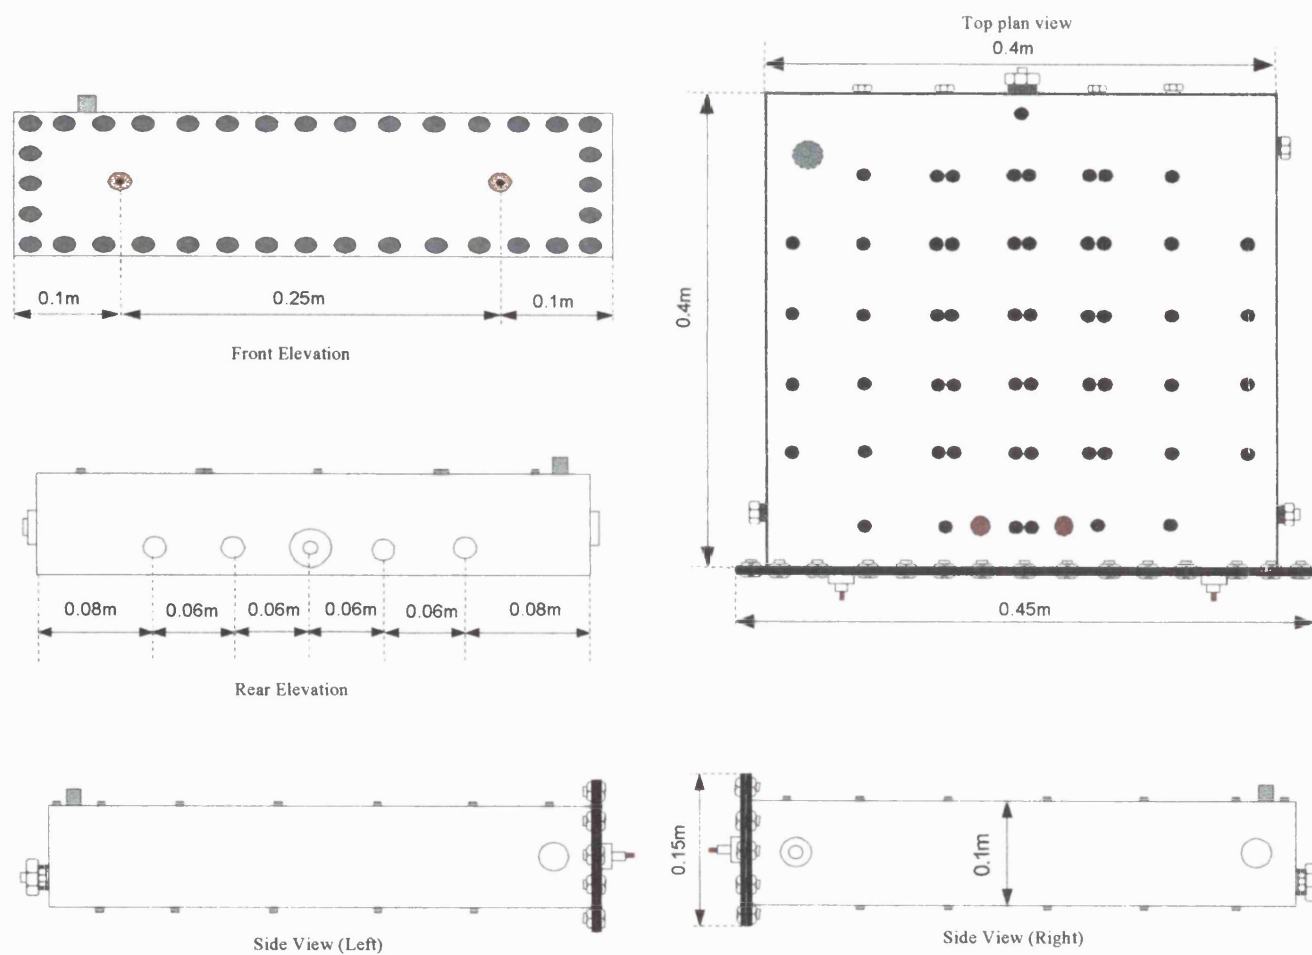 Top plan view
0.4m
0.4m
0.45m
0.1m
0.25m
0.1m
Front Elevation
0.08m
0.06m
0.06m
0.06m
0.06m
0.08m
Rear Elevation
Side View (Left)
0.15m
0.1m
Side View (Right)